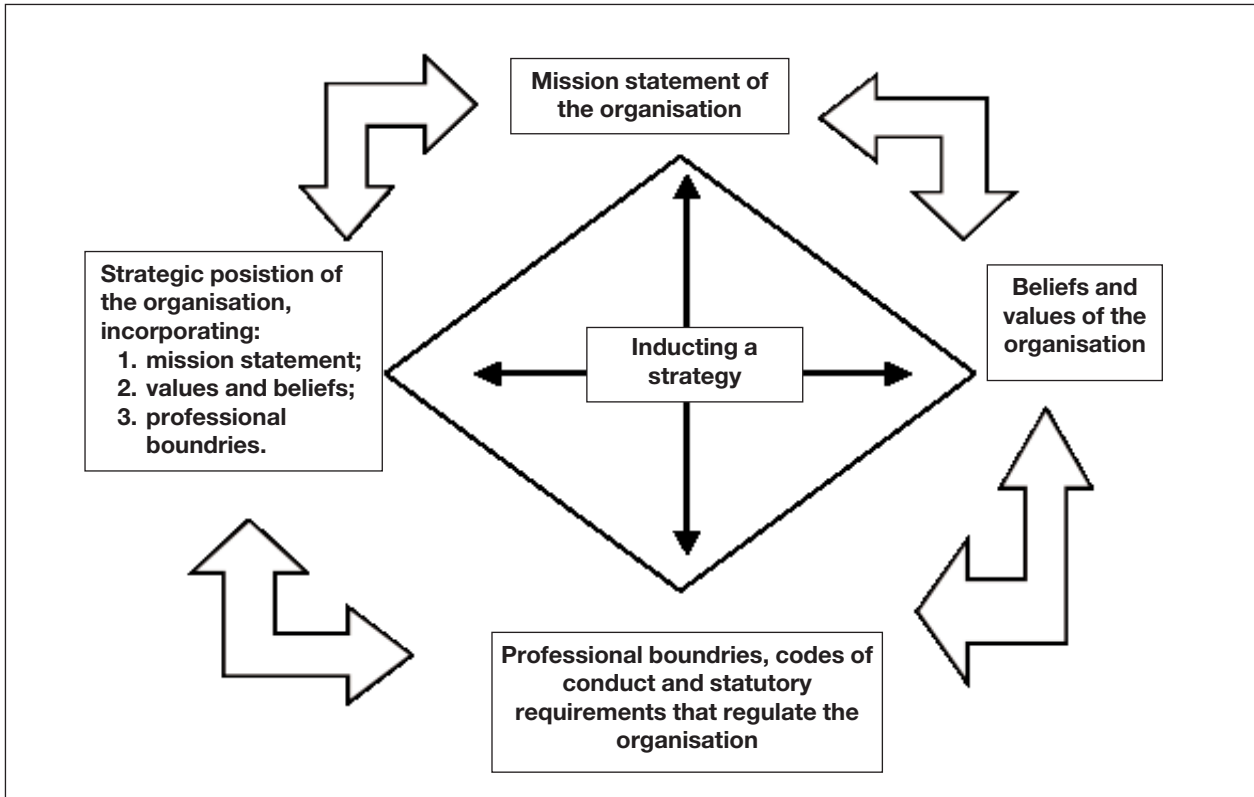 Mission statement of
the organisation
Strategic posistion of
the organisation,
incorporating:
1. mission statement;
2. values and beliefs;
3. professional
boundries.
Inducting a
strategy
Beliefs and
values of the
organisation
Professional boundries, codes of
conduct and statutory
requirements that regulate the
organisation